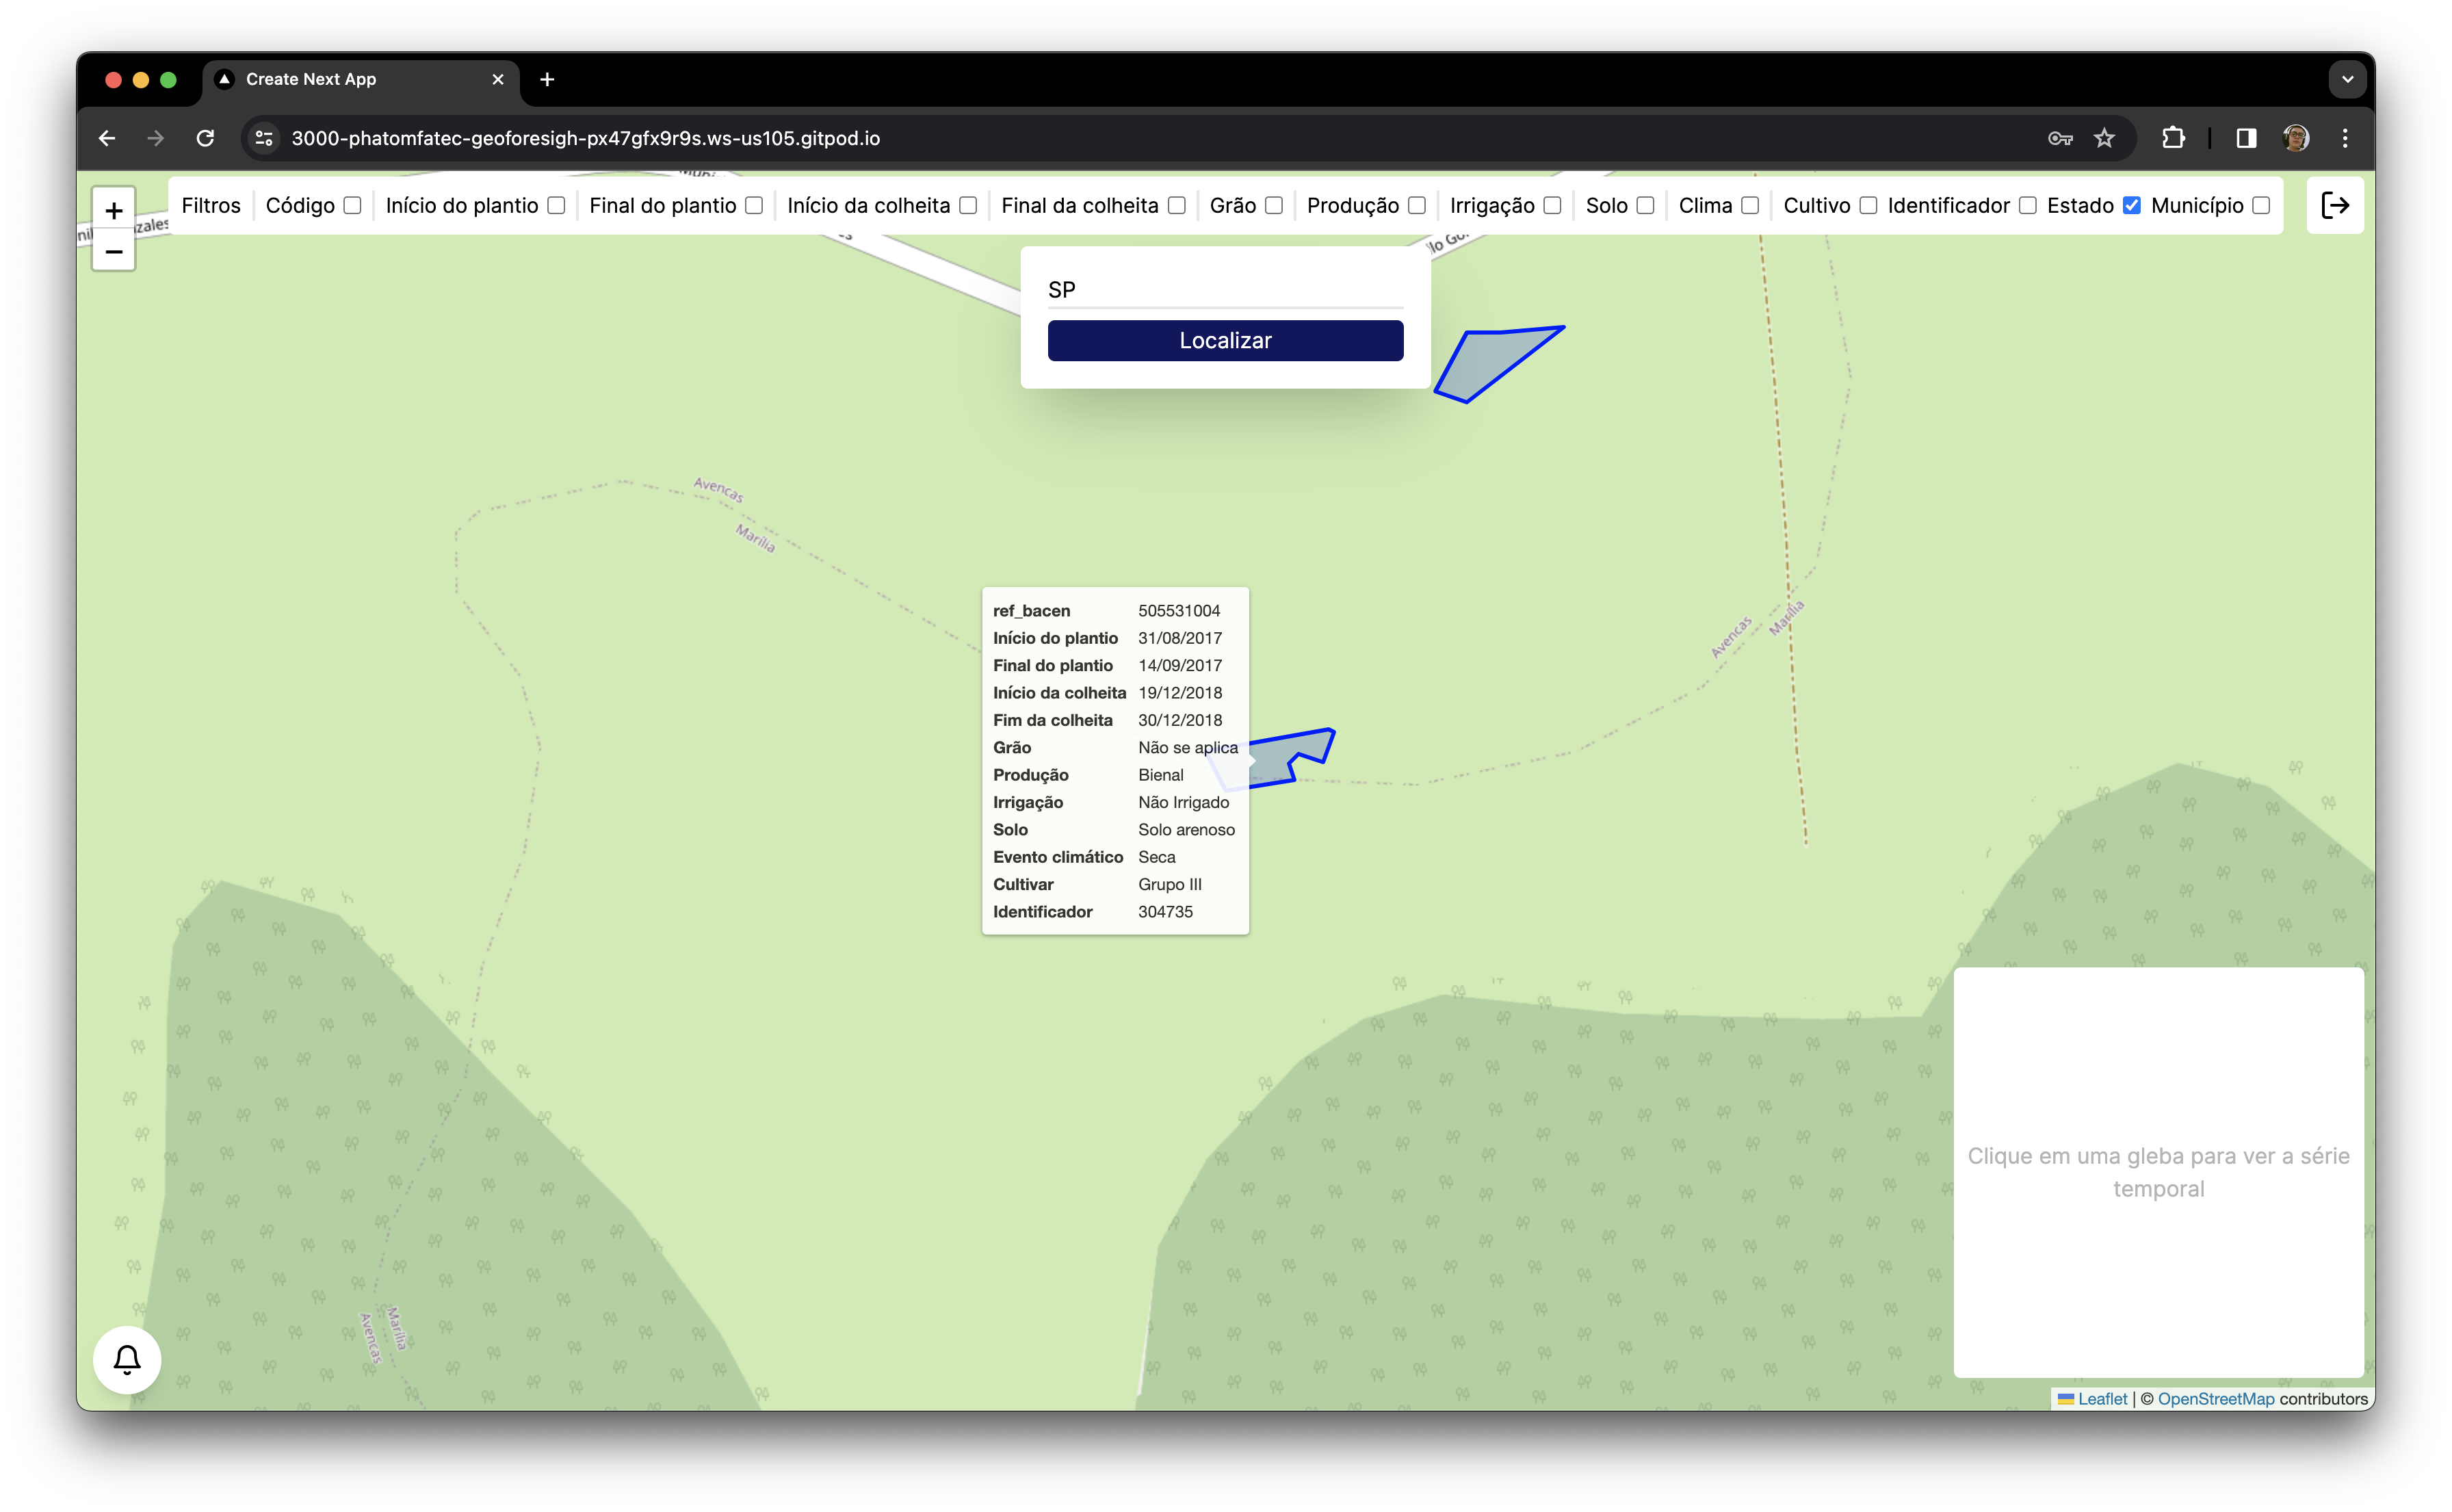 Create Next App
3000-phatomfatec-geoforesigh-px47gfx9r9s.ws-us105.gitpod.io
+
−
Filtros Código Início do plantio Final do plantio Início da colheita Final da colheita Grão Produção Irrigação Solo Clima Cultivo Identificador Estado Município
SP
Localizar
Avencas
Marília
ref_bacen 505531004
Início do plantio 31/08/2017
Final do plantio 14/09/2017
Início da colheita 19/12/2018
Fim da colheita 30/12/2018
Grão Não se aplica
Produção Bienal
Irrigação Não Irrigado
Solo Solo arenoso
Evento climático Seca
Cultivar Grupo III
Identificador 304735
Avencas
Marília
Clique em uma gleba para ver a série
temporal
Marília
Avencas
Leaflet | © OpenStreetMap contributors